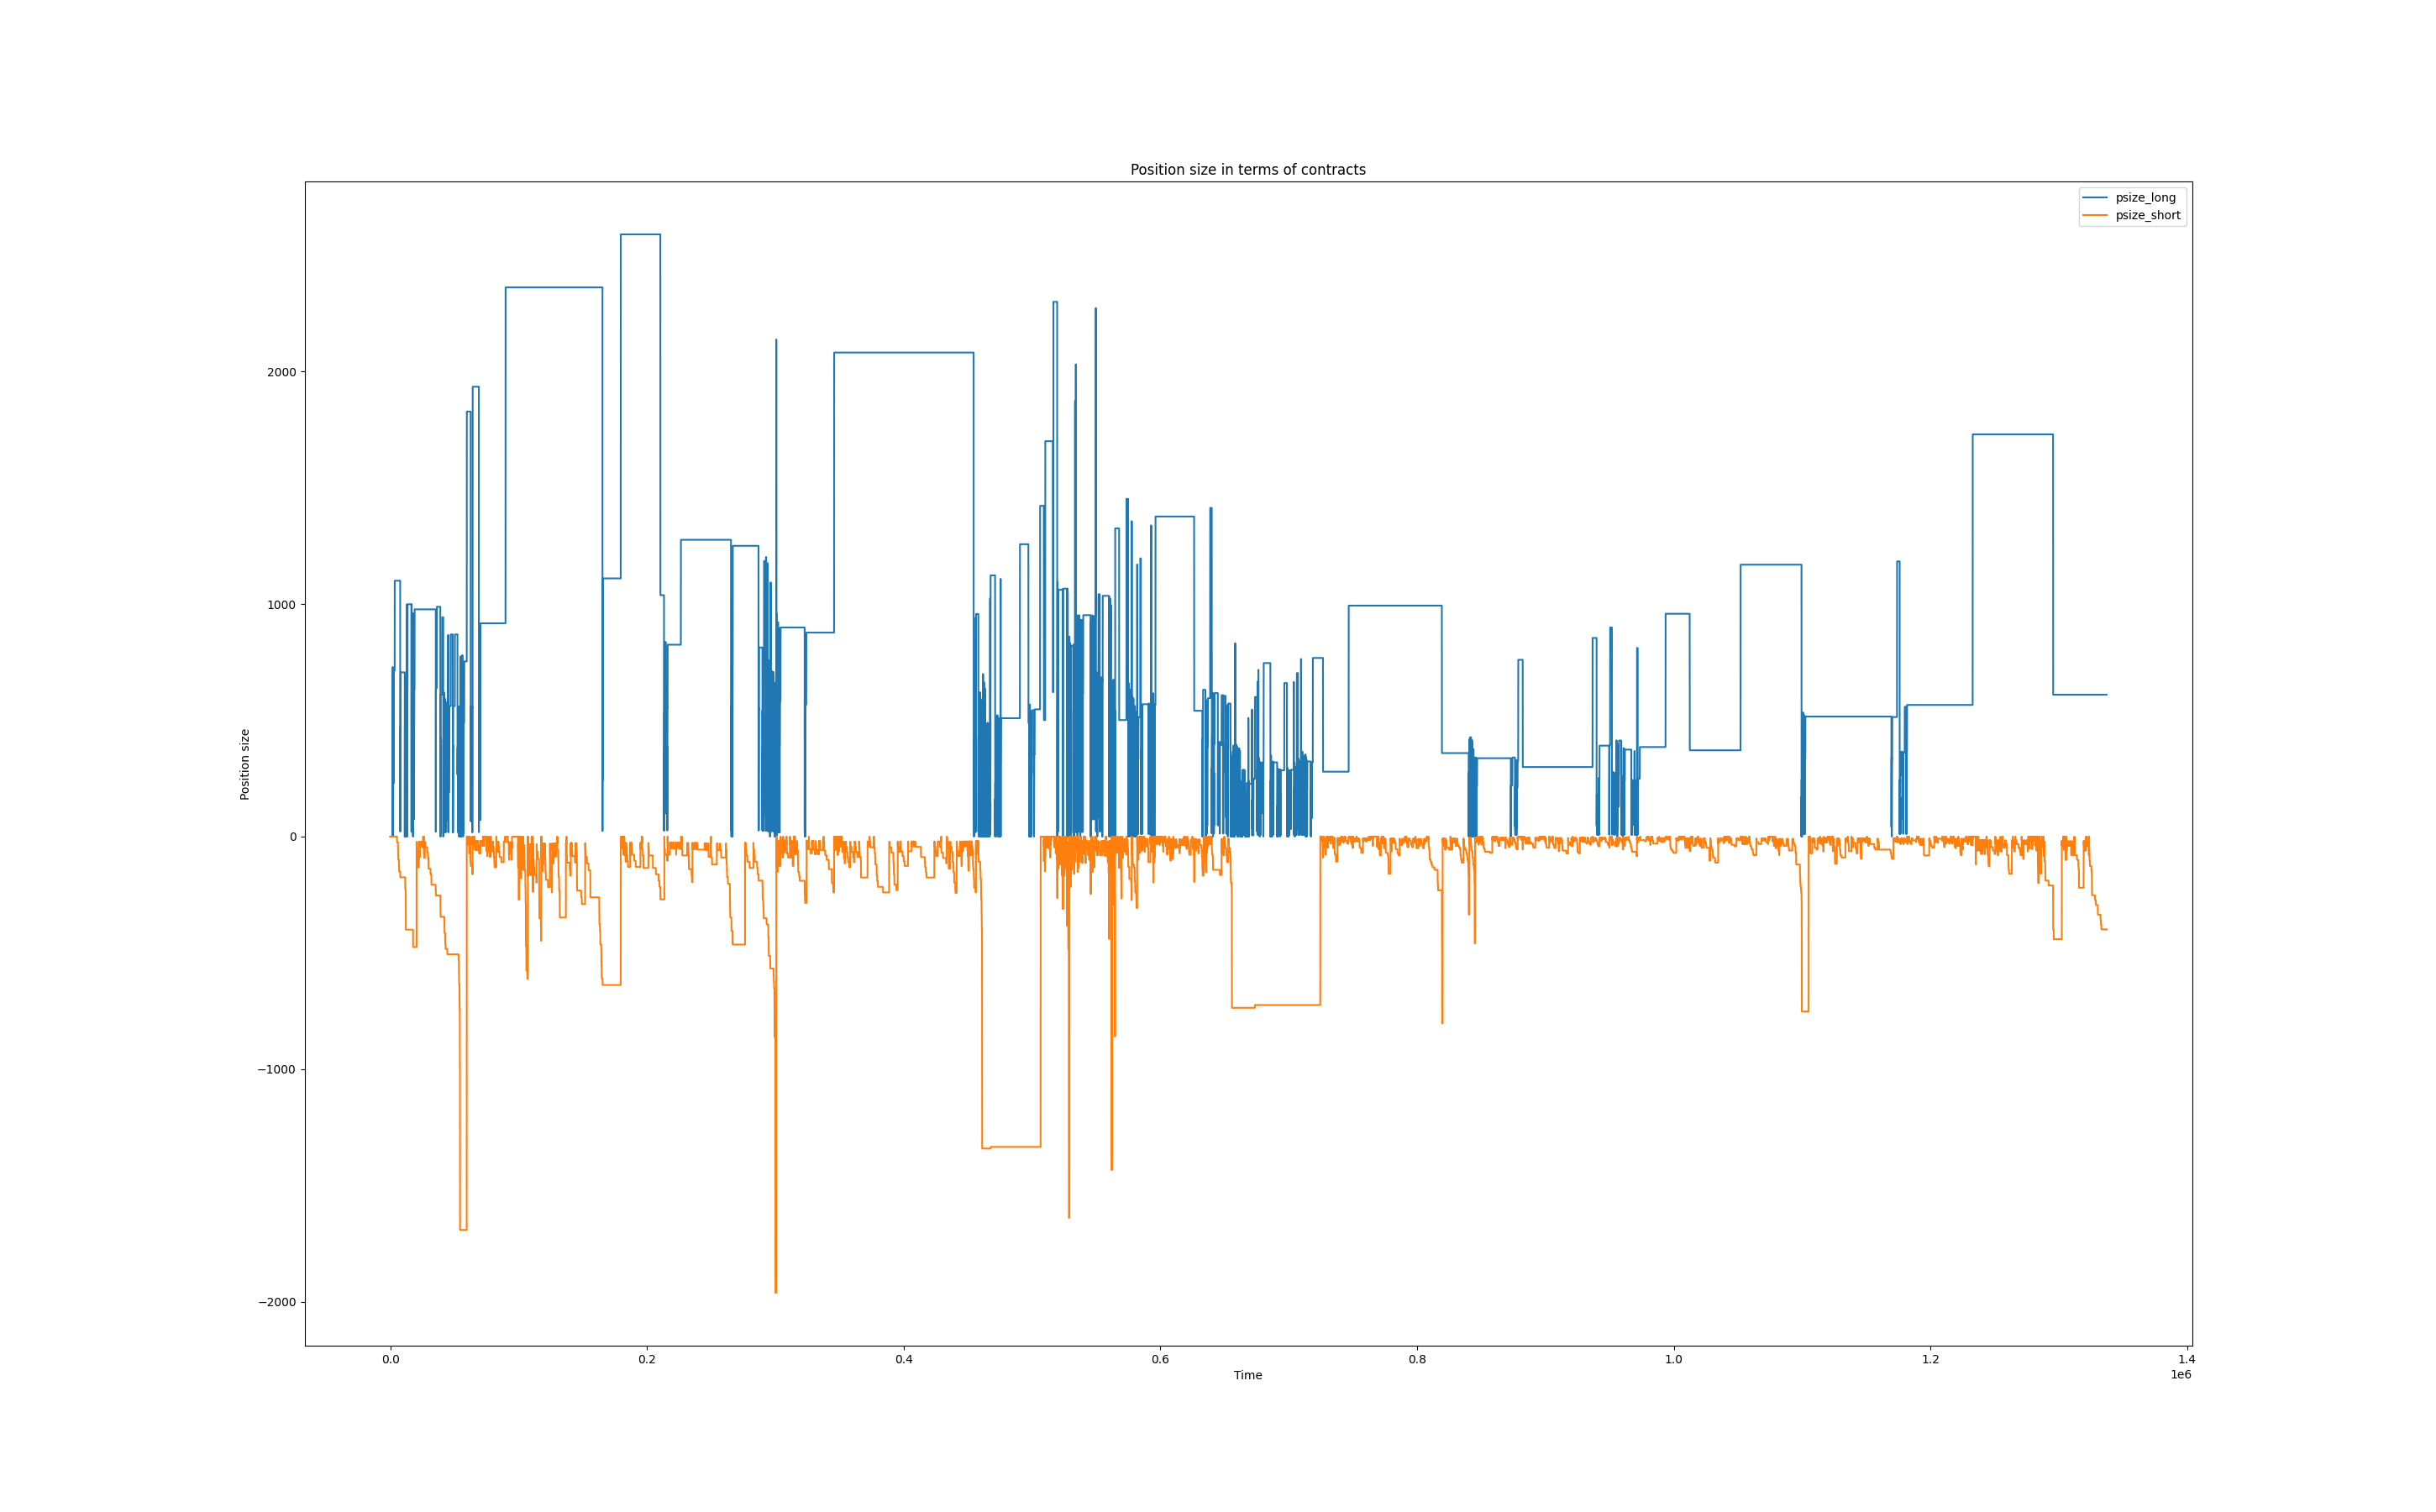 Position size in terms of contracts
psize_long
psize_short
Position size
2000
1000
0
−1000
−2000
0.0 0.2 0.4 0.6 0.8 1.0 1.2 1.4
Time
1e6